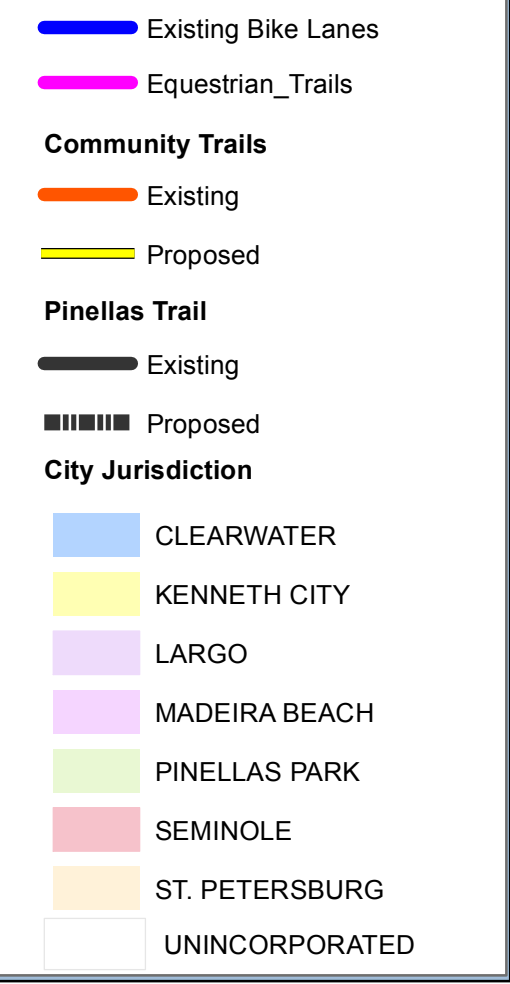 Existing Bike Lanes
Equestrian_Trails
Community Trails
Existing
Proposed
Pinellas Trail
Existing
Proposed
City Jurisdiction
CLEARWATER
KENNETH CITY
LARGO
MADEIRA BEACH
PINELLAS PARK
SEMINOLE
ST. PETERSBURG
UNINCORPORATED